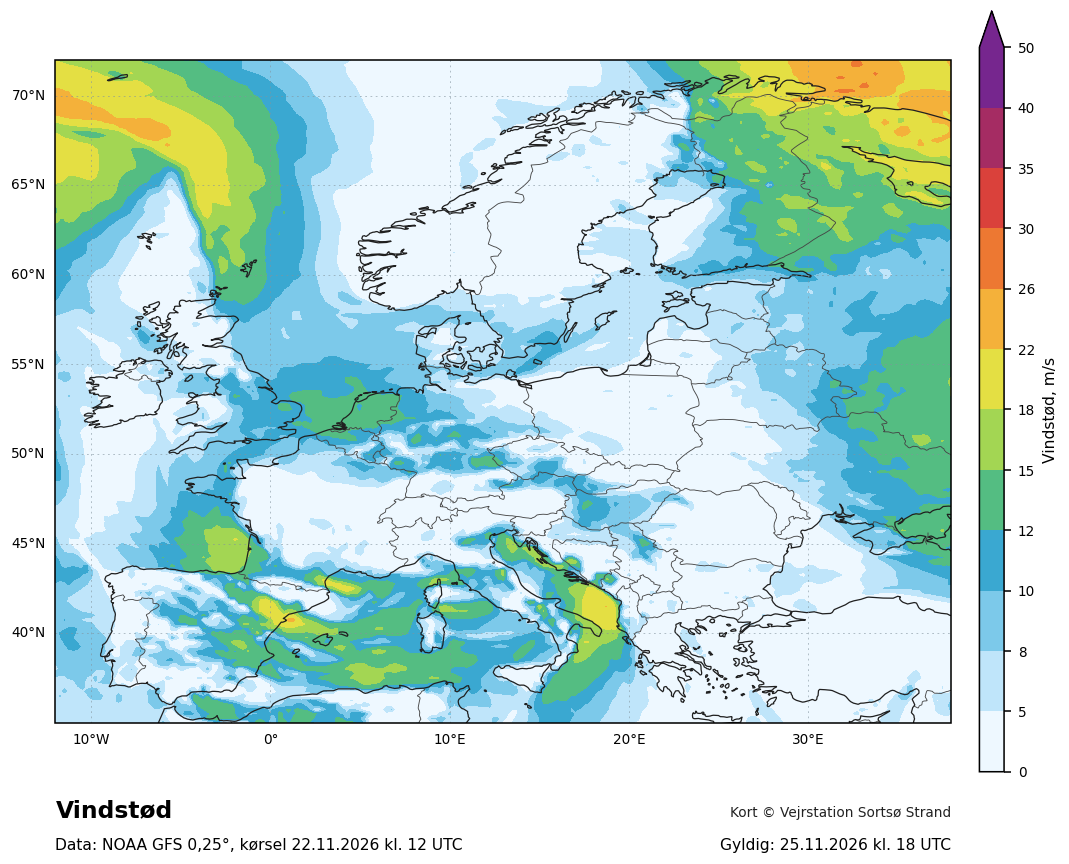 70°N
65°N
60°N
55°N
50°N
45°N
40°N
10°W
0°
10°E
20°E
30°E
50
40
35
30
26
22
18
15
12
10
8
5
0
Vindstød, m/s
Vindstød
Kort © Vejrstation Sortsø Strand
Data: NOAA GFS 0,25°, kørsel 22.11.2026 kl. 12 UTC
Gyldig: 25.11.2026 kl. 18 UTC